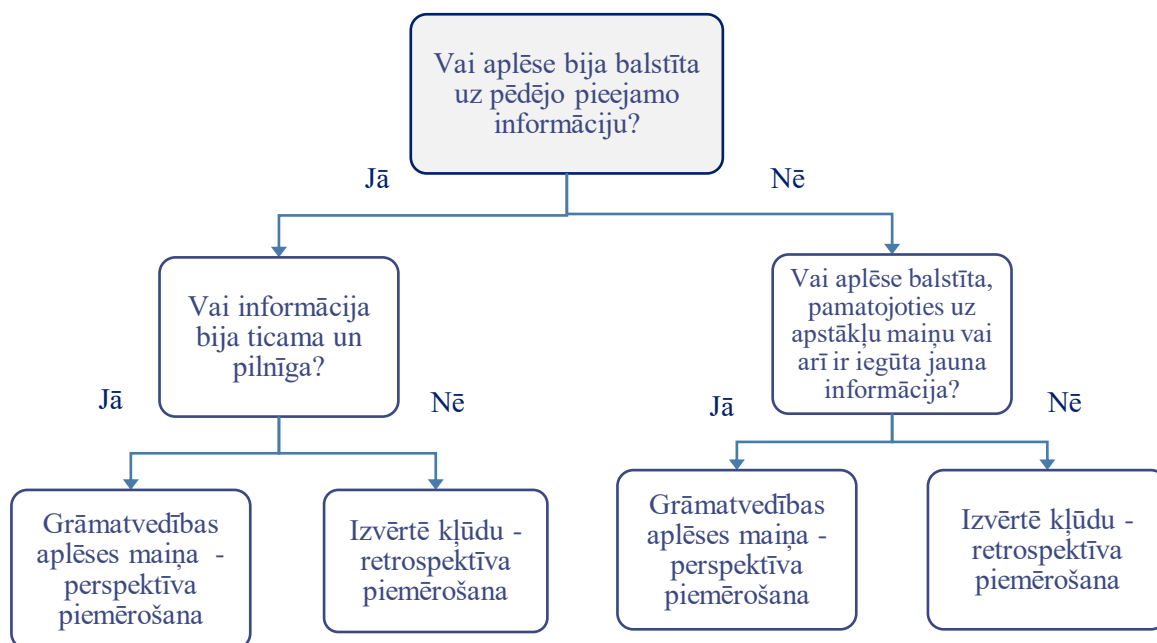 Vai aplēse bija balstīta
uz pēdējo pieejamo
informāciju?
Jā
Nē
Vai informācija
bija ticama un
pilnīga?
Vai aplēse balstīta,
pamatojoties uz
apstākļu maiņu vai
arī ir iegūta jauna
informācija?
Jā
Nē
Jā
Nē
Grāmatvedības
aplēses maiņa -
perspektīva
piemērošana
Izvērtē kļūdu -
retrospektīva
piemērošana
Grāmatvedības
aplēses maiņa -
perspektīva
piemērošana
Izvērtē kļūdu -
retrospektīva
piemērošana